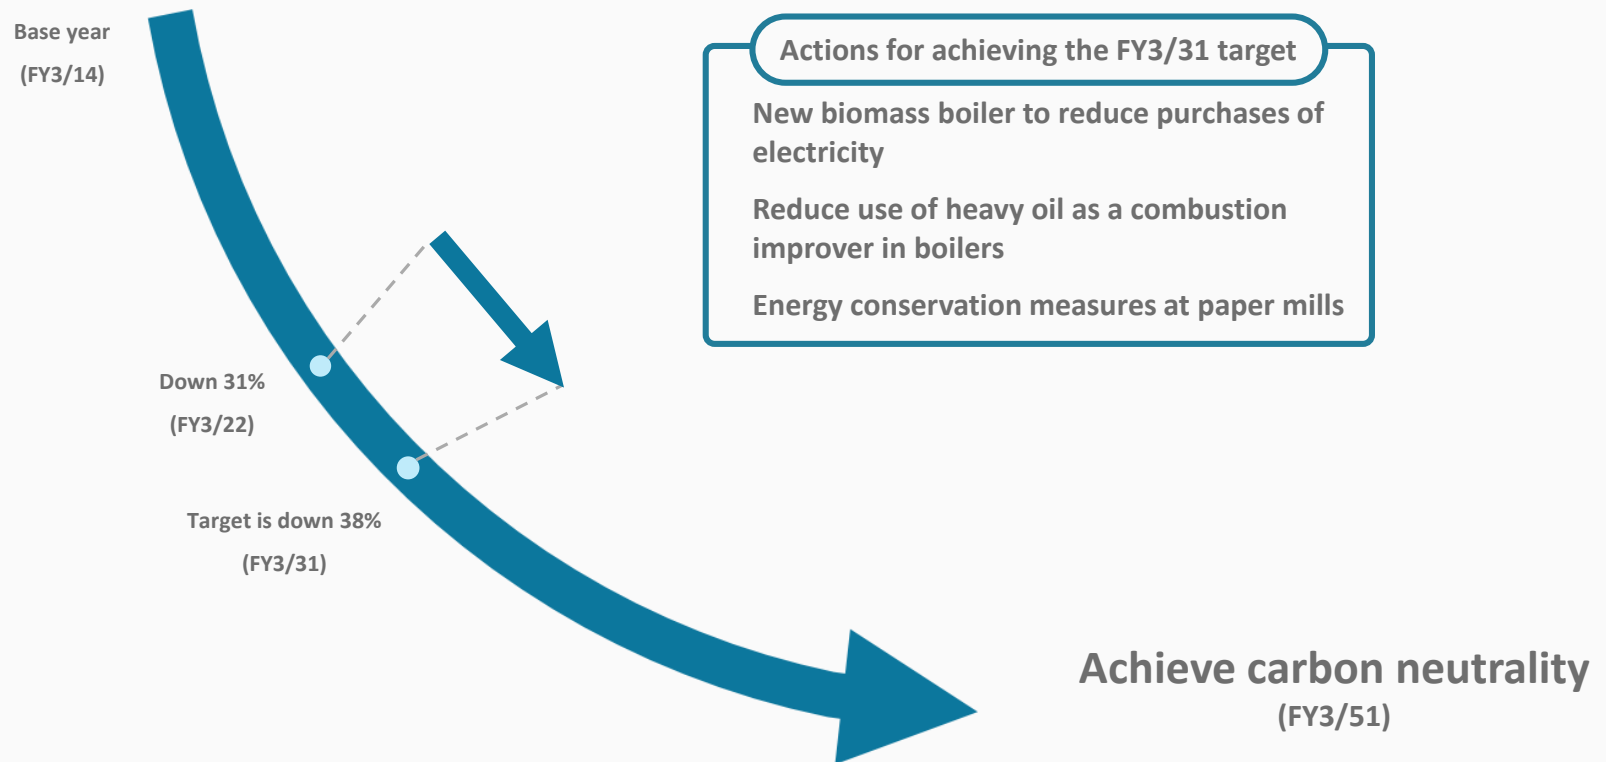 Base year
(FY3/14)
Actions for achieving the FY3/31 target
New biomass boiler to reduce purchases of
electricity
Reduce use of heavy oil as a combustion
improver in boilers
Energy conservation measures at paper mills
Down 31%
(FY3/22)
Target is down 38%
(FY3/31)
Achieve carbon neutrality
(FY3/51)